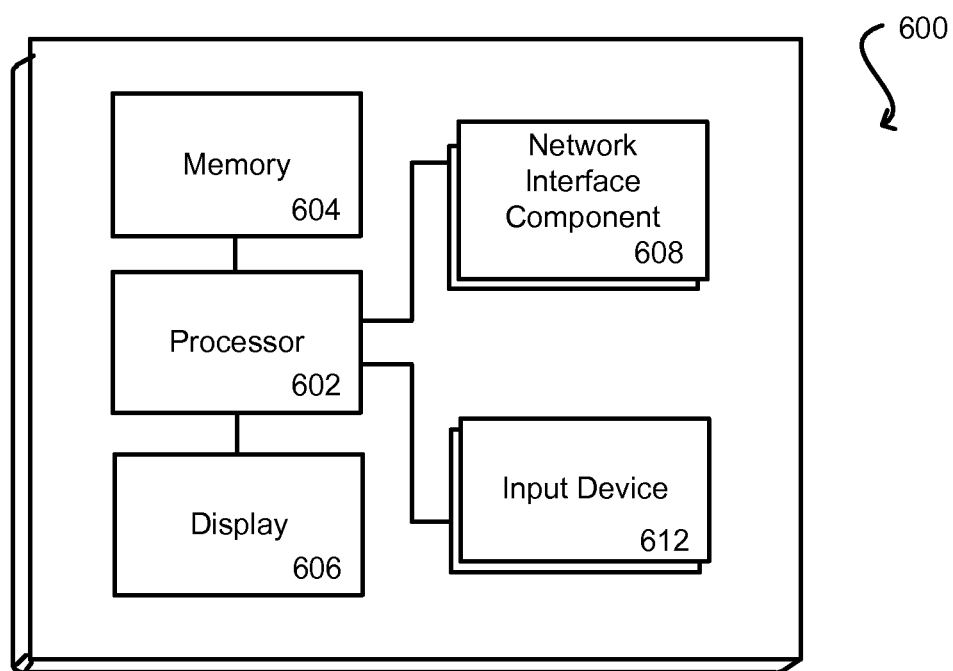 600
Memory
604
Network
Interface
Component
608
Processor
602
Input Device
612
Display
606